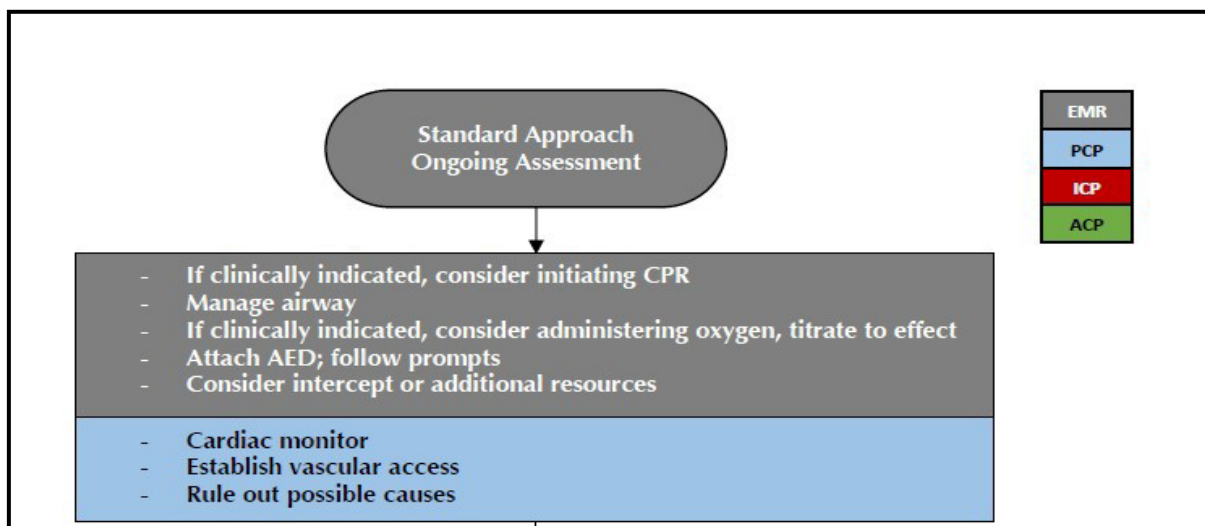 Standard Approach
Ongoing Assessment
EMR
PCP
ICP
ACP
- If clinically indicated, consider initiating CPR
- Manage airway
- If clinically indicated, consider administering oxygen, titrate to effect
- Attach AED; follow prompts
- Consider intercept or additional resources
- Cardiac monitor
- Establish vascular access
- Rule out possible causes